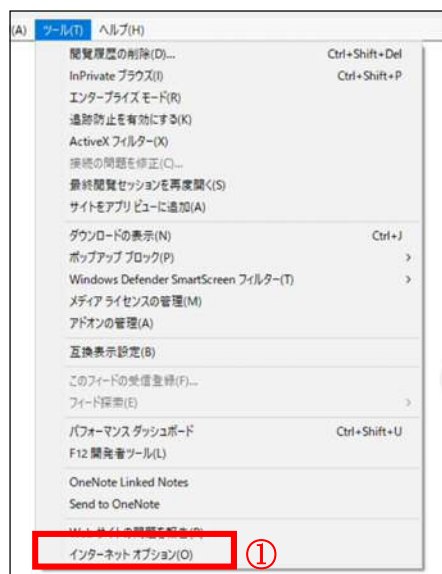 (A) ツール(T) ヘルプ(H)
閲覧履歴の削除(D)... Ctrl+Shift+Del
InPrivate ブラウズ(I) Ctrl+Shift+P
エンタープライズ モード(R)
追跡防止を有効にする(K)
ActiveX フィルター(X)
接続の問題を修正(C)...
最終閲覧セッションを再度開く(S)
サイトをアプリ ビューに追加(A)
ダウンロードの表示(N) Ctrl+J
ポップアップ ブロック(P) >
Windows Defender SmartScreen フィルター(T) >
メディア ライセンスの管理(M)
アドオンの管理(A)
互換表示設定(B)
このフィードの受信登録(F)...
フィード探索(E) >
パフォーマンス ダッシュボード Ctrl+Shift+U
F12 開発者ツール(L)
OneNote Linked Notes
Send to OneNote
Web サイトの問題を報告(R)
インターネット オプション(O) ①